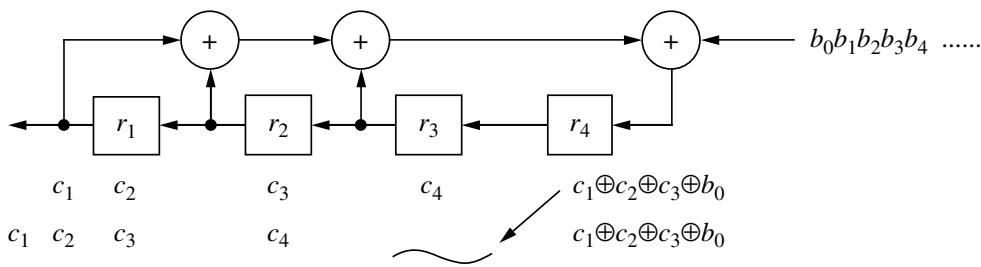 + + + b₀b₁b₂b₃b₄ ......
r₁ r₂ r₃ r₄
c₁ c₂ c₃ c₄ c₁⊕c₂⊕c₃⊕b₀
c₁ c₂ c₃ c₄ c₁⊕c₂⊕c₃⊕b₀